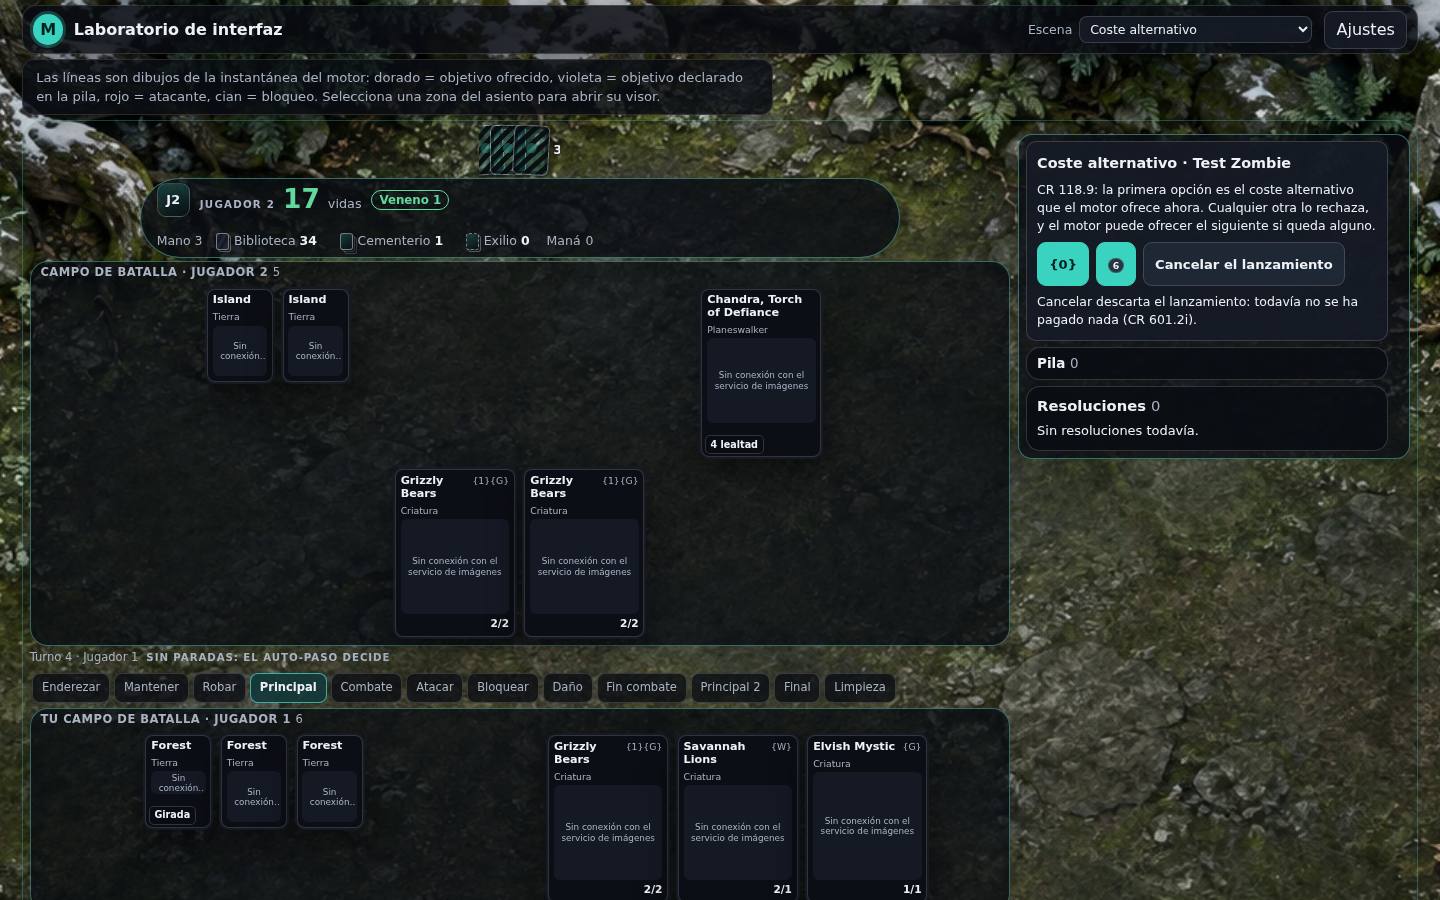 M Laboratorio de interfaz
Escena Coste alternativo Ajustes
Las líneas son dibujos de la instantánea del motor: dorado = objetivo ofrecido, violeta = objetivo declarado
en la pila, rojo = atacante, cian = bloqueo. Selecciona una zona del asiento para abrir su visor.
3
J2 JUGADOR 2 17 vidas Veneno 1
Mano 3 Biblioteca 34 Cementerio 1 Exilio 0 Maná 0
CAMPO DE BATALLA · JUGADOR 2 5
Island
Tierra
Sin
conexión..
Island
Tierra
Sin
conexión..
Chandra, Torch
of Defiance
Planeswalker
Sin conexión con el
servicio de imágenes
4 lealtad
Grizzly
Bears
{1}{G}
Criatura
Sin conexión con el
servicio de imágenes
2/2
Grizzly
Bears
{1}{G}
Criatura
Sin conexión con el
servicio de imágenes
2/2
Turno 4 · Jugador 1 SIN PARADAS: EL AUTO-PASO DECIDE
Enderezar Mantener Robar Principal Combate Atacar Bloquear Daño Fin combate Principal 2 Final Limpieza
TU CAMPO DE BATALLA · JUGADOR 1 6
Forest
Tierra
Sin
conexión..
Girada
Forest
Tierra
Sin
conexión..
Forest
Tierra
Sin
conexión..
Grizzly
Bears
{1}{G}
Criatura
Sin conexión con el
servicio de imágenes
2/2
Savannah
Lions
{W}
Criatura
Sin conexión con el
servicio de imágenes
2/1
Elvish Mystic {G}
Criatura
Sin conexión con el
servicio de imágenes
1/1
Coste alternativo · Test Zombie
CR 118.9: la primera opción es el coste alternativo
que el motor ofrece ahora. Cualquier otra lo rechaza,
y el motor puede ofrecer el siguiente si queda alguno.
{0} 6 Cancelar el lanzamiento
Cancelar descarta el lanzamiento: todavía no se ha
pagado nada (CR 601.2i).
Pila 0
Resoluciones 0
Sin resoluciones todavía.